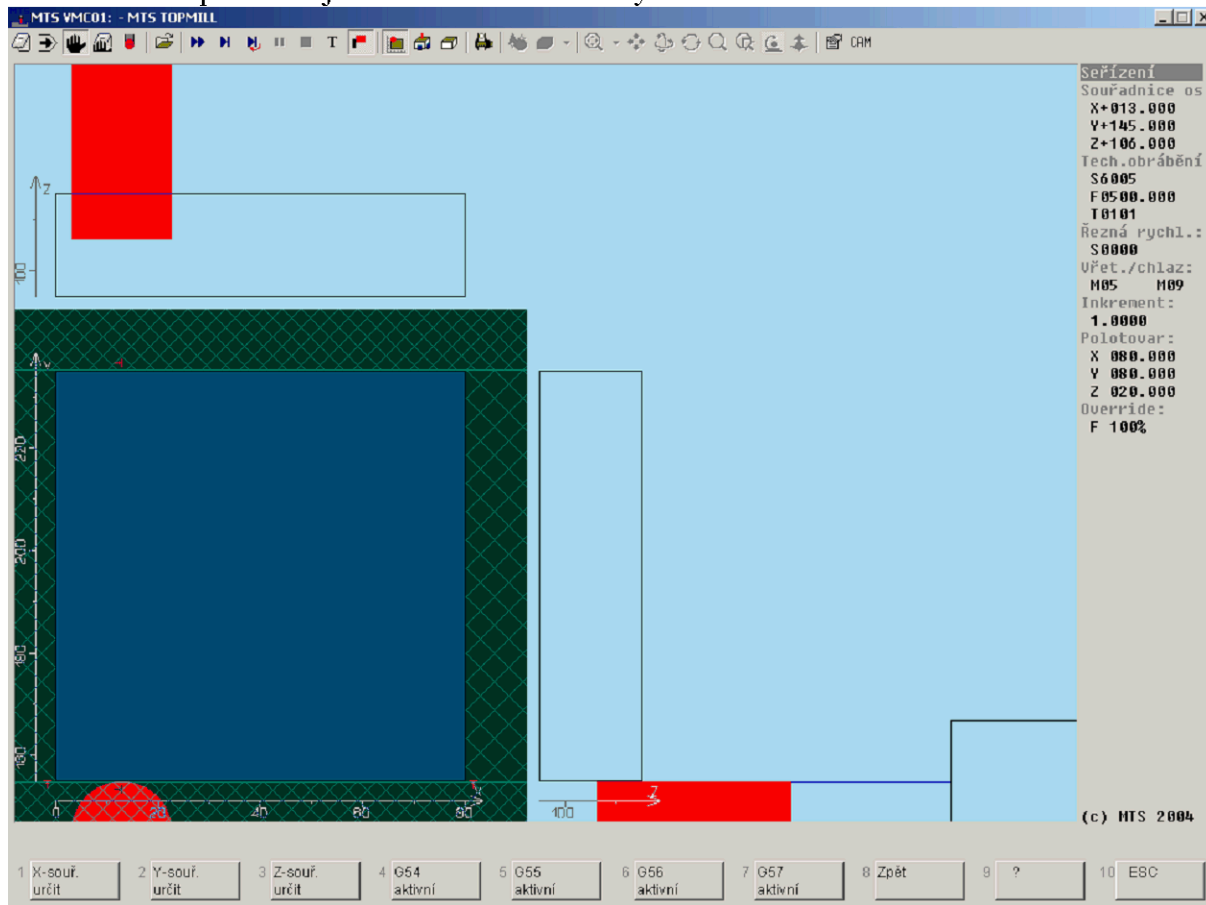 MTS VMC01: - MTS TOPMILL
T
CAM
Seřízení
Souřadnice os
X+013.000
Y+145.000
Z+106.000
Tech.obrábění
S6005
F0500.000
T0101
Řezná rychl.:
S0000
Vřet./chlaz:
M05 M09
Inkrement:
1.0000
Polotovar:
X 080.000
Y 080.000
Z 020.000
Override:
F 100%
Z
100
220
200
180
160
0 20 40 60 80
Z
100
(c) MTS 2004
1 X-souř. určit
2 Y-souř. určit
3 Z-souř. určit
4 G54 aktivní
5 G55 aktivní
6 G56 aktivní
7 G57 aktivní
8 Zpět
9 ?
10 ESC